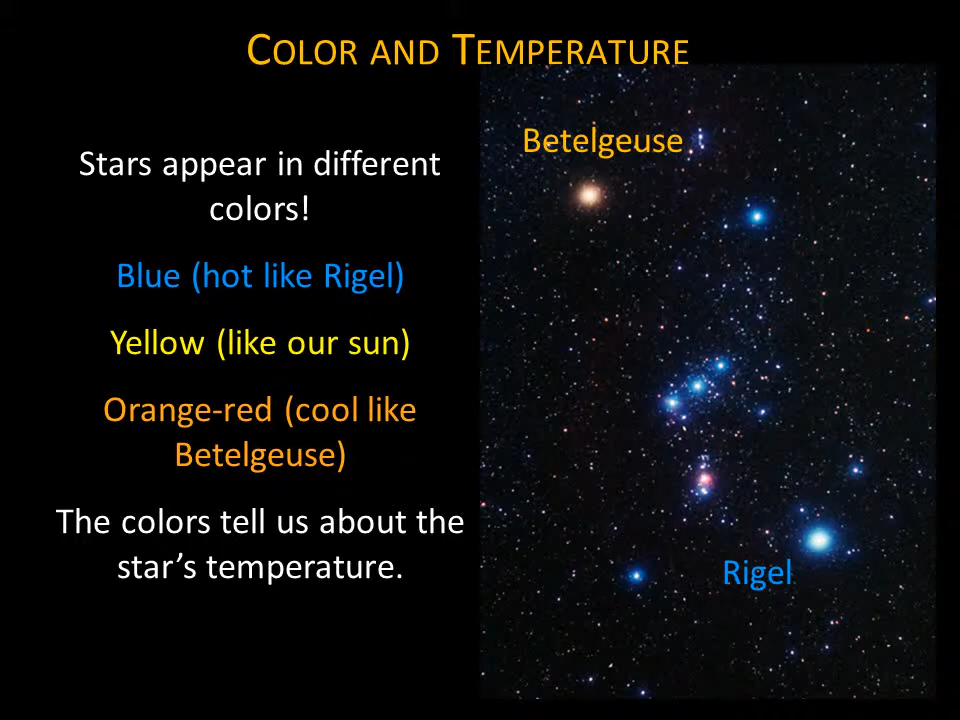 COLOR AND TEMPERATURE
Stars appear in different
colors!
Blue (hot like Rigel)
Yellow (like our sun)
Orange-red (cool like
Betelgeuse)
The colors tell us about the
star’s temperature.
Betelgeuse
Rigel